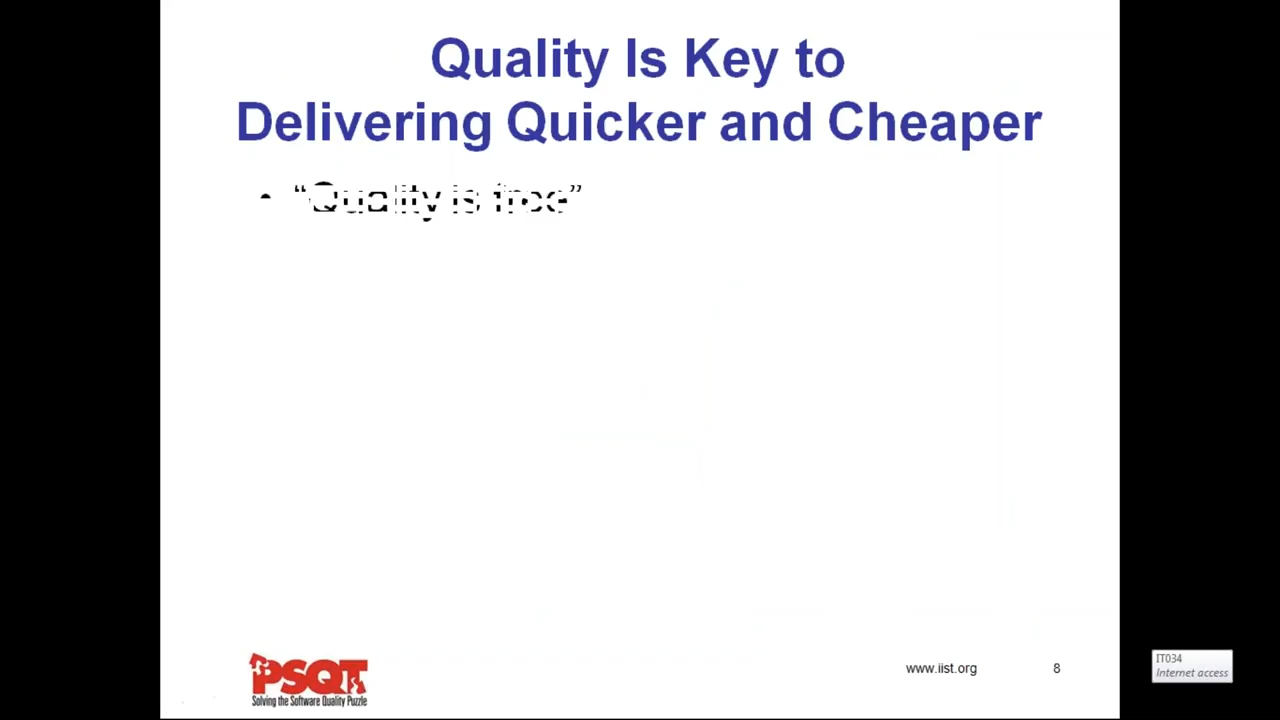 Quality Is Key to
Delivering Quicker and Cheaper
• “Quality is free”
PSQT
Solving the Software Quality Puzzle
www.iist.org
8
IT034
Internet access